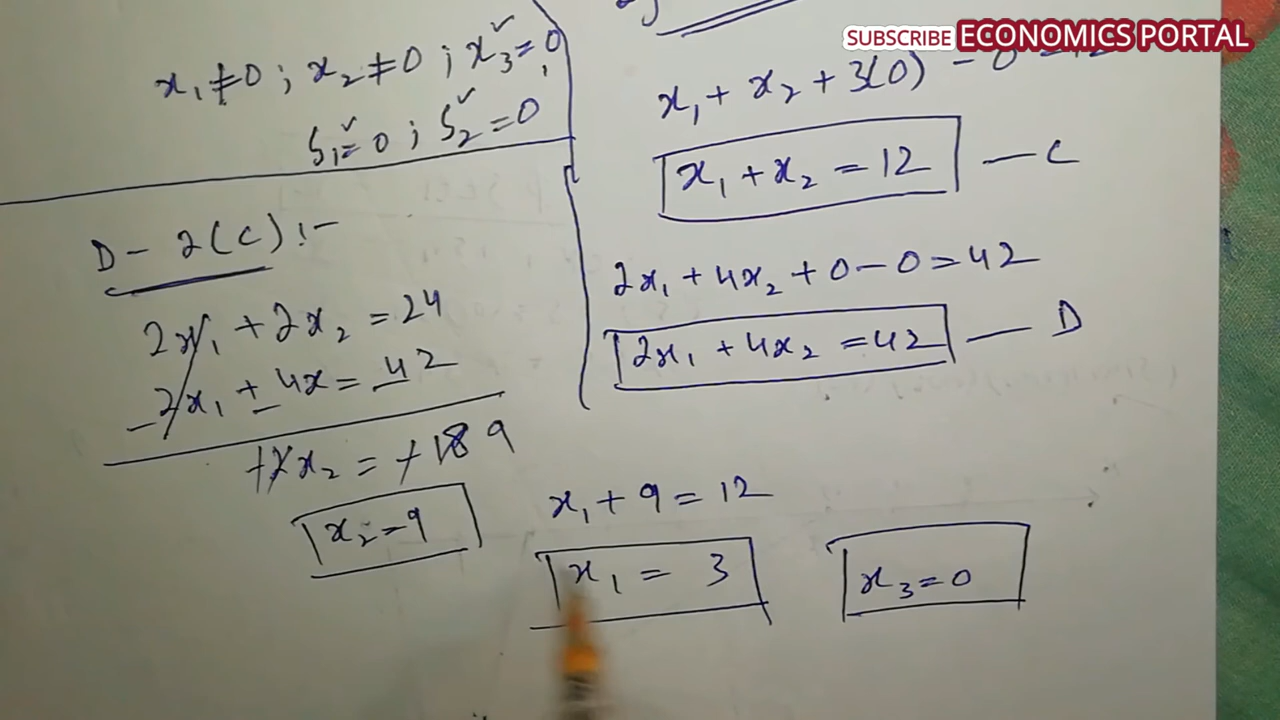 SUBSCRIBE ECONOMICS PORTAL
x₁≠0 ; x₂≠0 ; x₃=0
S₁=0 ; S₂=0
D - 2(C) :-
2x₁ + 2x₂ = 24
2x₁ + 4x = 42
x₂ = 18 9
x₂=9
x₁ + x₂ + 3(0) - 0 = 12
x₁ + x₂ = 12 — C
2x₁ + 4x₂ + 0 - 0 = 42
2x₁ + 4x₂ = 42 — D
x₁ + 9 = 12
x₁ = 3
x₃ = 0